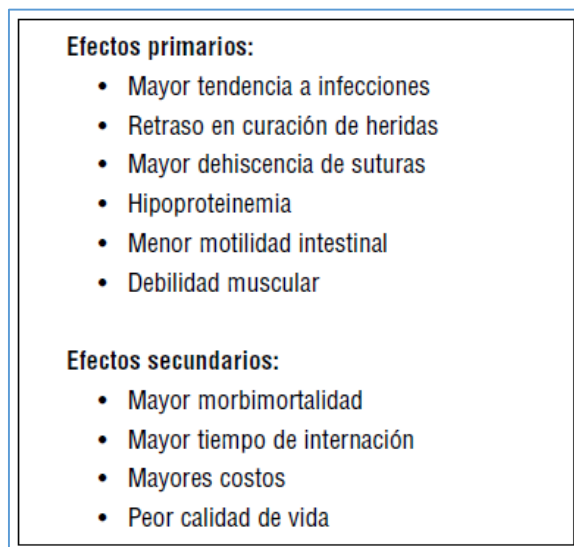 Efectos primarios:
• Mayor tendencia a infecciones
• Retraso en curación de heridas
• Mayor dehiscencia de suturas
• Hipoproteinemia
• Menor motilidad intestinal
• Debilidad muscular
Efectos secundarios:
• Mayor morbimortalidad
• Mayor tiempo de internación
• Mayores costos
• Peor calidad de vida